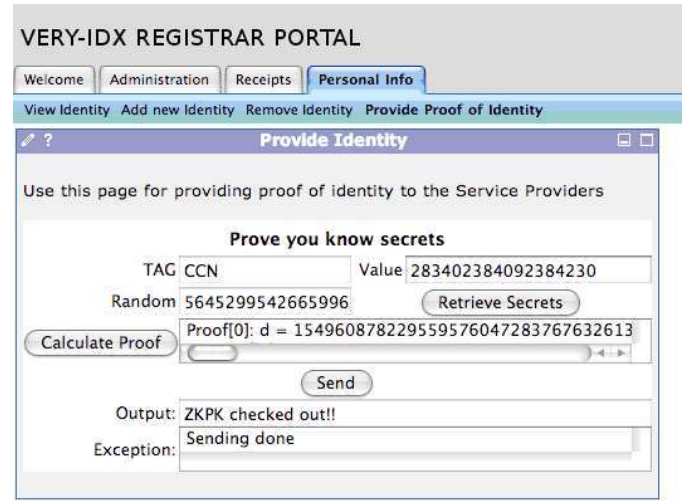 VERY-IDX REGISTRAR PORTAL
Welcome Administration Receipts Personal Info
View Identity Add new Identity Remove Identity Provide Proof of Identity
? Provide Identity
Use this page for providing proof of identity to the Service Providers
Prove you know secrets
TAG CCN Value 283402384092384230
Random 5645299542665996 Retrieve Secrets
Calculate Proof Proof[0]: d = 154960878229559576047283767632613
Send
Output: ZKPK checked out!!
Exception: Sending done